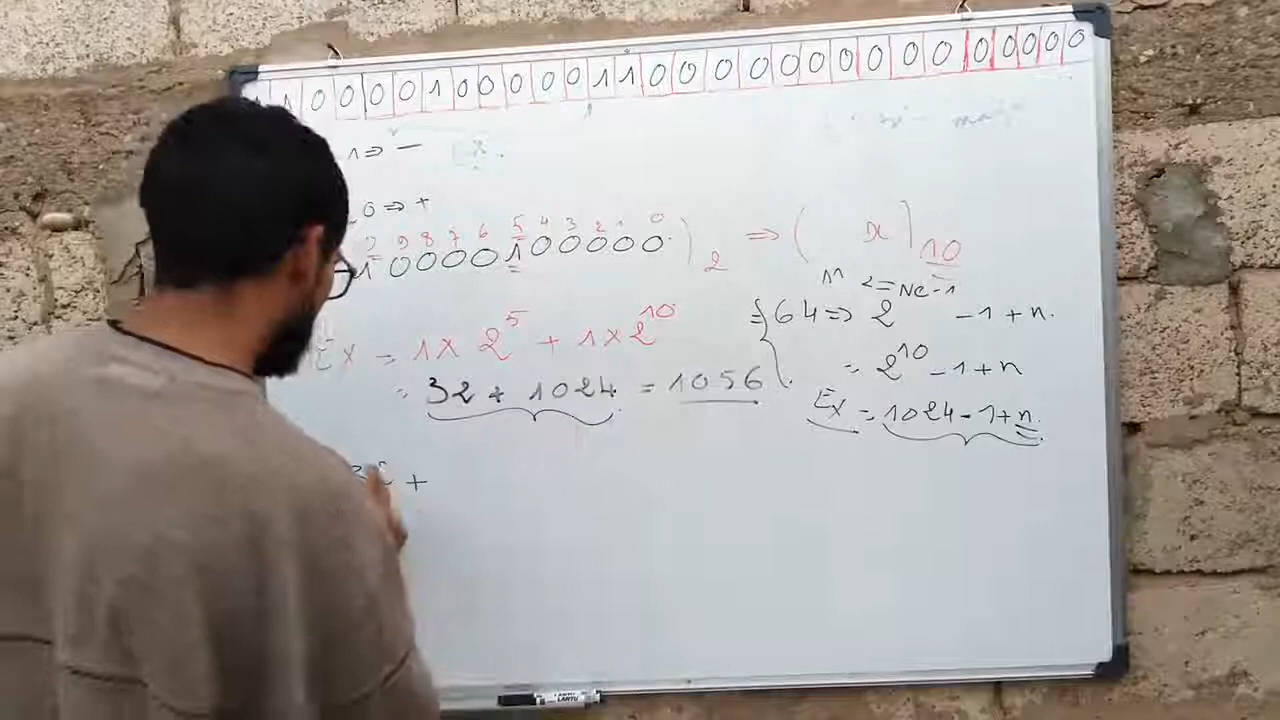 1 0 0 0 0 1 0 0 0 0 0 1 1 0 0 0 0 0 0 0 0 0 0 0 0 0 0 0
1 ⇒ -
0 ⇒ +
9 8 7 6 5 4 3 2 1 0
1 0 0 0 0 1 0 0 0 0 0 )2 ⇒ ( x )10
n < = Ne - 1
Ex = 1 x 2^5 + 1 x 2^10
64 ⇒ 2 - 1 + n.
= 32 + 1024 = 1056
= 2^10 - 1 + n
Ex = 1024 - 1 + n.
+
LANTU